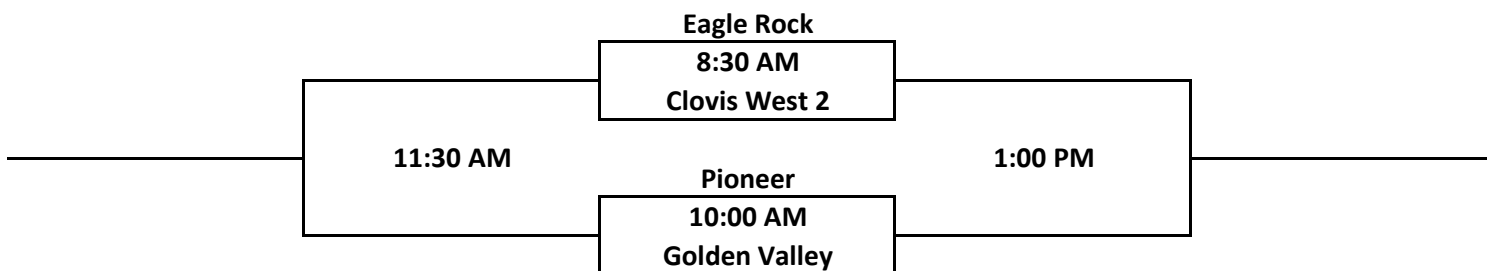 Eagle Rock
8:30 AM
Clovis West 2
11:30 AM
1:00 PM
Pioneer
10:00 AM
Golden Valley